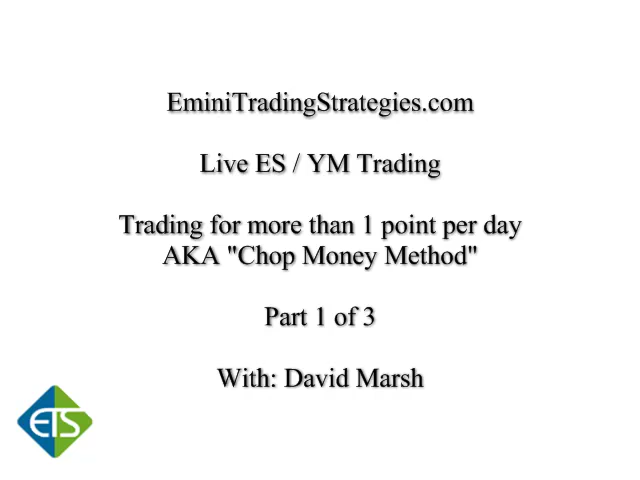 EminiTradingStrategies.com
Live ES / YM Trading
Trading for more than 1 point per day
AKA "Chop Money Method"
Part 1 of 3
With: David Marsh
ETS